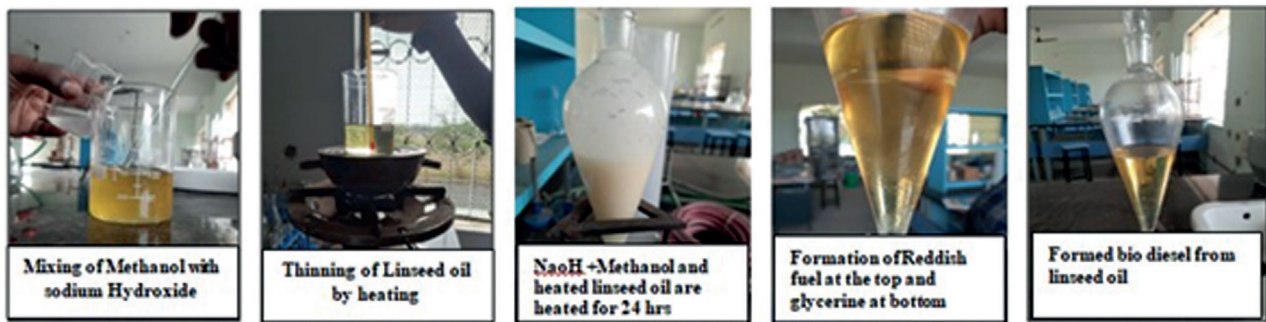 Mixing of Methanol with
sodium Hydroxide
Thinning of Linseed oil
by heating
NaoH +Methanol and
heated linseed oil are
heated for 24 hrs
Formation of Reddish
fuel at the top and
glycerine at bottom
Formed bio diesel from
linseed oil